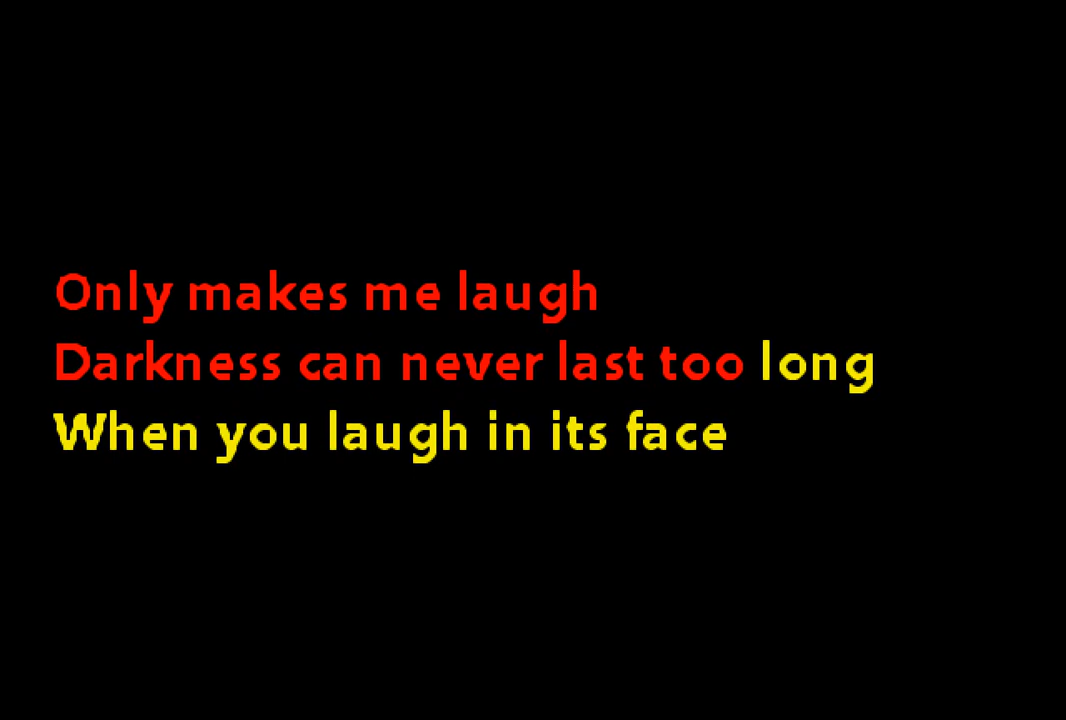 Only makes me laugh
Darkness can never last too long
When you laugh in its face